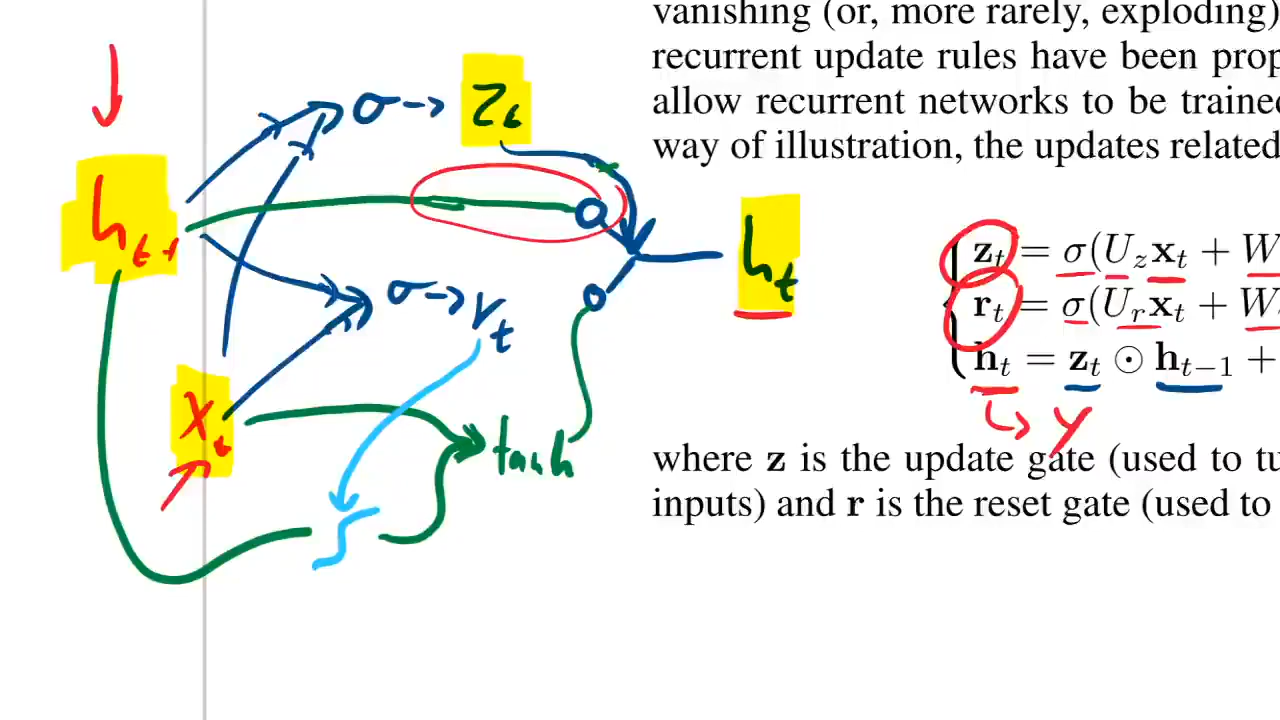 vanishing (or, more rarely, exploding)
recurrent update rules have been prop
allow recurrent networks to be traine
way of illustration, the updates related
z_t = σ(U_z x_t + W
r_t = σ(U_r x_t + W
h_t = z_t ⊙ h_{t−1} +
↳ y
where z is the update gate (used to tu
inputs) and r is the reset gate (used to
σ → z_t
h_{t-1}
h_t
σ → r_t
x_t
tanh